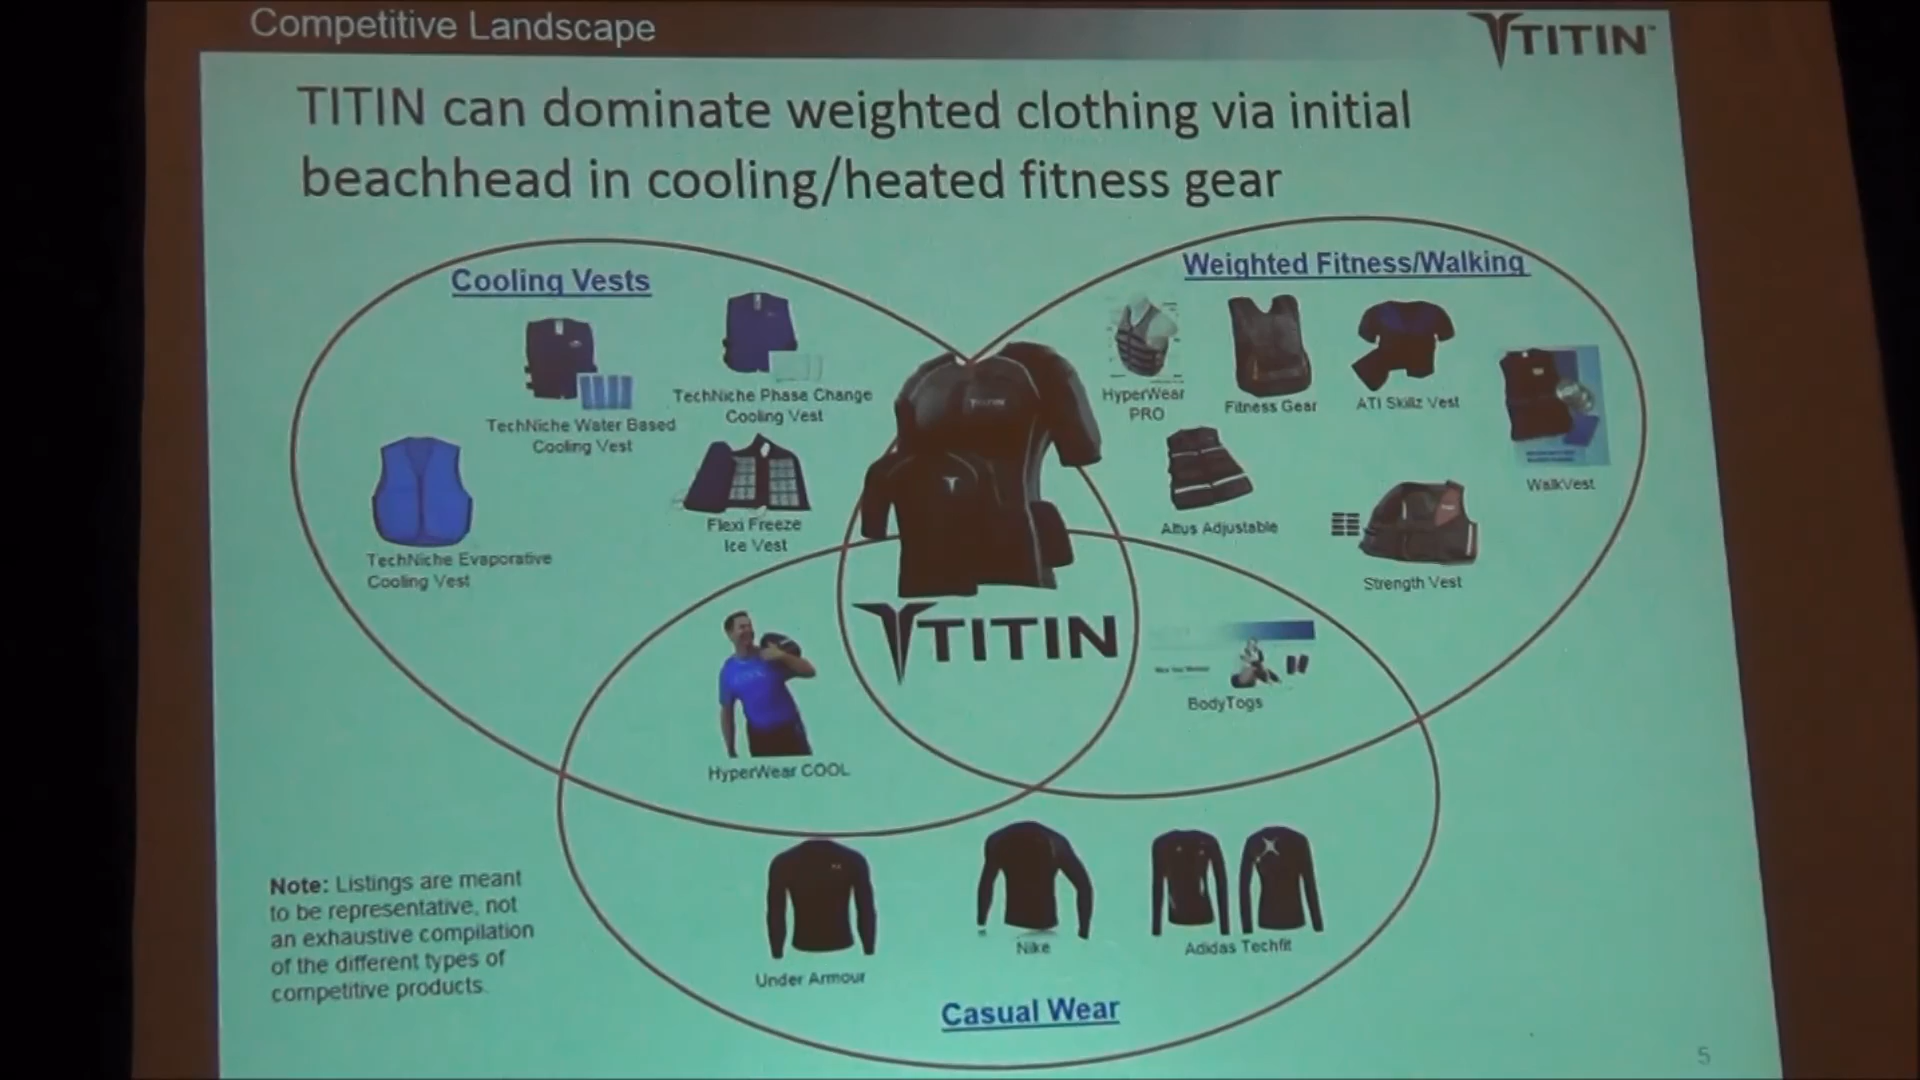 Competitive Landscape
TITIN™
TITIN can dominate weighted clothing via initial
beachhead in cooling/heated fitness gear
Cooling Vests
Weighted Fitness/Walking
TechNiche Phase Change
Cooling Vest
TechNiche Water Based
Cooling Vest
Flexi Freeze
Ice Vest
TechNiche Evaporative
Cooling Vest
TITIN
HyperWear
PRO
Fitness Gear
ATI Skillz Vest
WalkVest
Altus Adjustable
Strength Vest
TITIN
HyperWear COOL
BodyTogs
Under Armour
Nike
Adidas Techfit
Casual Wear
Note: Listings are meant
to be representative, not
an exhaustive compilation
of the different types of
competitive products.
5